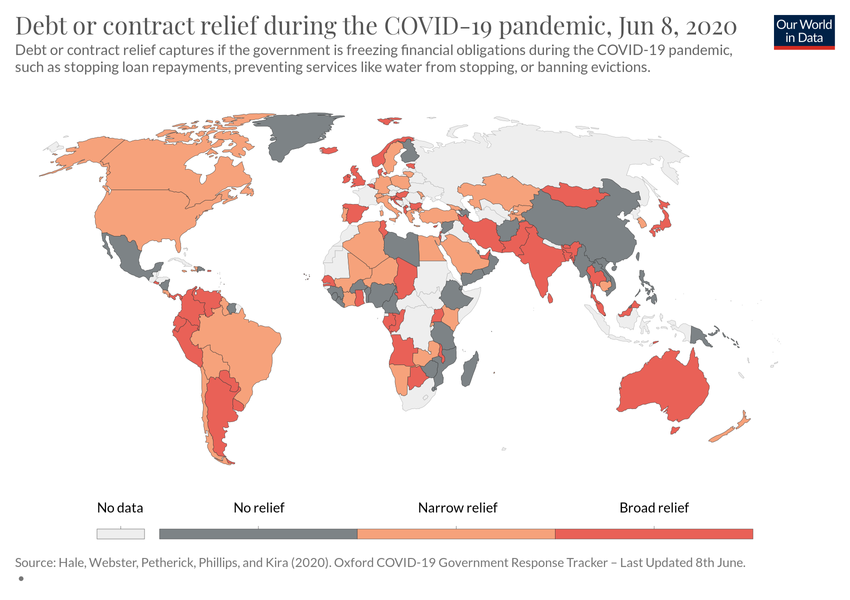 Debt or contract relief during the COVID-19 pandemic, Jun 8, 2020
Our World
in Data
Debt or contract relief captures if the government is freezing financial obligations during the COVID-19 pandemic,
such as stopping loan repayments, preventing services like water from stopping, or banning evictions.
No data
No relief
Narrow relief
Broad relief
Source: Hale, Webster, Petherick, Phillips, and Kira (2020). Oxford COVID-19 Government Response Tracker – Last Updated 8th June.
•